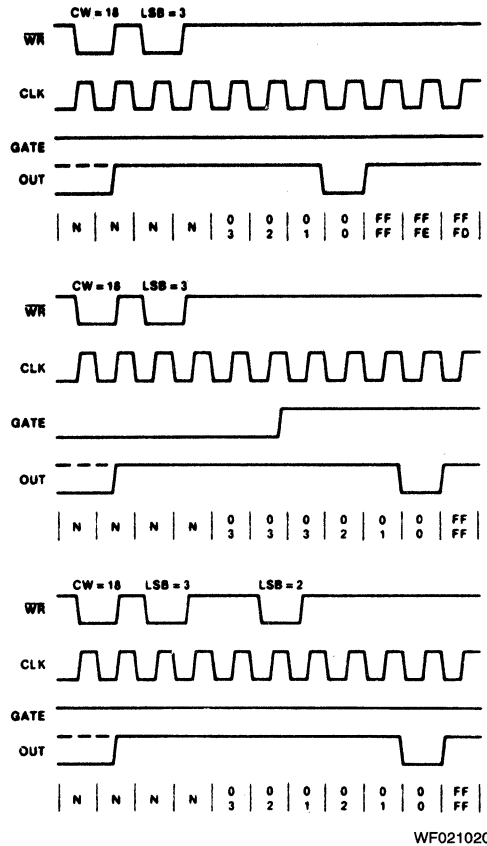 CW = 18 LSB = 3
WR
CLK
GATE
OUT
N N N N 0 0 0 0 FF FF FF
3 2 1 0 FF FE FD
CW = 18 LSB = 3
WR
CLK
GATE
OUT
N N N N 0 0 0 0 0 0 FF
3 3 3 2 1 0 FF
CW = 18 LSB = 3 LSB = 2
WR
CLK
GATE
OUT
N N N N 0 0 0 0 0 0 FF
3 2 1 2 1 0 FF
WF021020